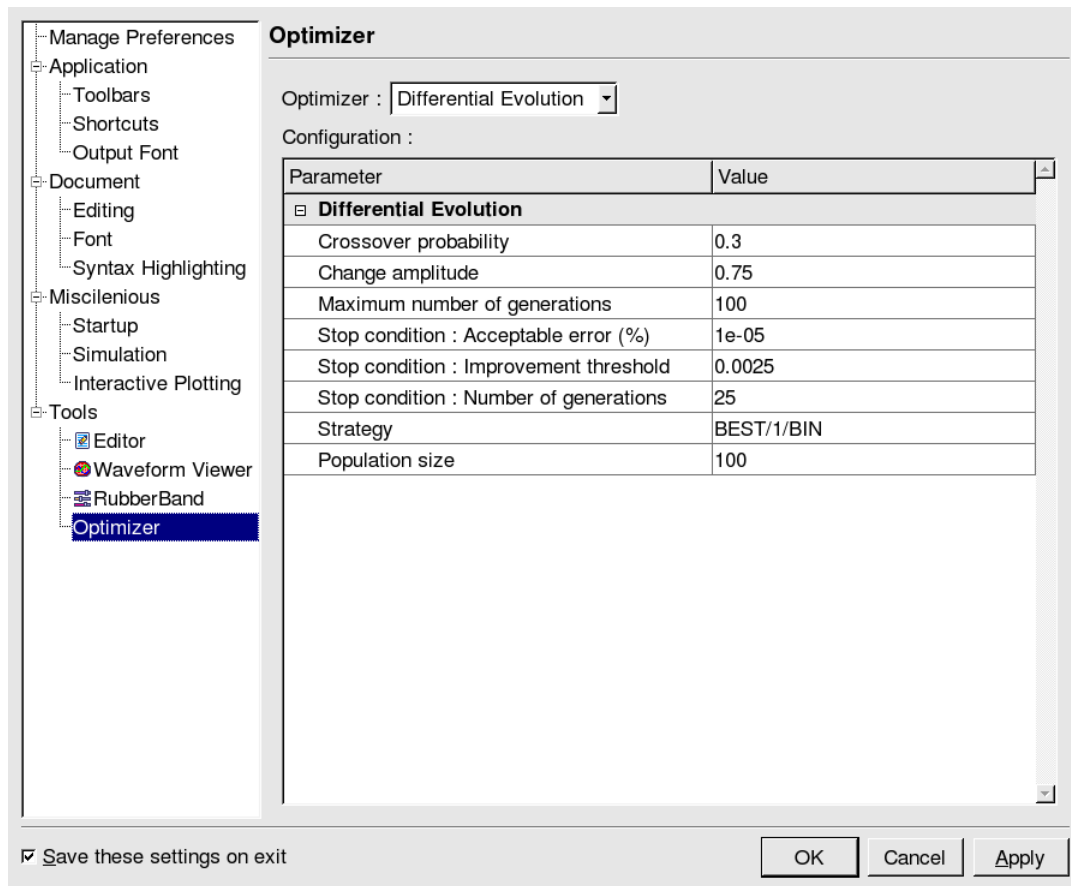 Manage Preferences
Application
Toolbars
Shortcuts
Output Font
Document
Editing
Font
Syntax Highlighting
Miscilenious
Startup
Simulation
Interactive Plotting
Tools
Editor
Waveform Viewer
RubberBand
Optimizer
Optimizer
Optimizer : Differential Evolution
Configuration :
Parameter Value
Differential Evolution
Crossover probability 0.3
Change amplitude 0.75
Maximum number of generations 100
Stop condition : Acceptable error (%) 1e-05
Stop condition : Improvement threshold 0.0025
Stop condition : Number of generations 25
Strategy BEST/1/BIN
Population size 100
Save these settings on exit
OK Cancel Apply